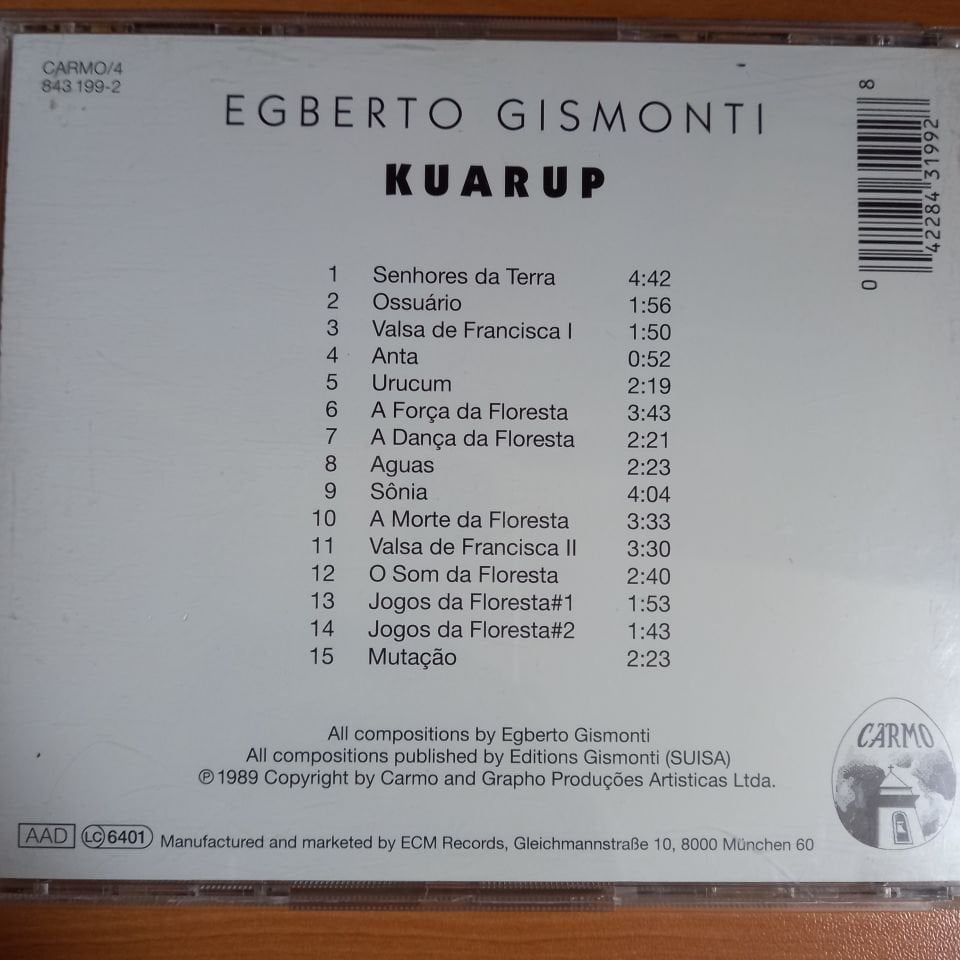 CARMO/4
843 199-2
EGBERTO GISMONTI
KUARUP
1 Senhores da Terra 4:42
2 Ossuário 1:56
3 Valsa de Francisca I 1:50
4 Anta 0:52
5 Urucum 2:19
6 A Força da Floresta 3:43
7 A Dança da Floresta 2:21
8 Aguas 2:23
9 Sônia 4:04
10 A Morte da Floresta 3:33
11 Valsa de Francisca II 3:30
12 O Som da Floresta 2:40
13 Jogos da Floresta#1 1:53
14 Jogos da Floresta#2 1:43
15 Mutação 2:23
All compositions by Egberto Gismonti
All compositions published by Editions Gismonti (SUISA)
℗ 1989 Copyright by Carmo and Grapho Produções Artisticas Ltda.
AAD LC 6401 Manufactured and marketed by ECM Records, Gleichmannstraße 10, 8000 München 60
CARMO
0 42284 31992 8